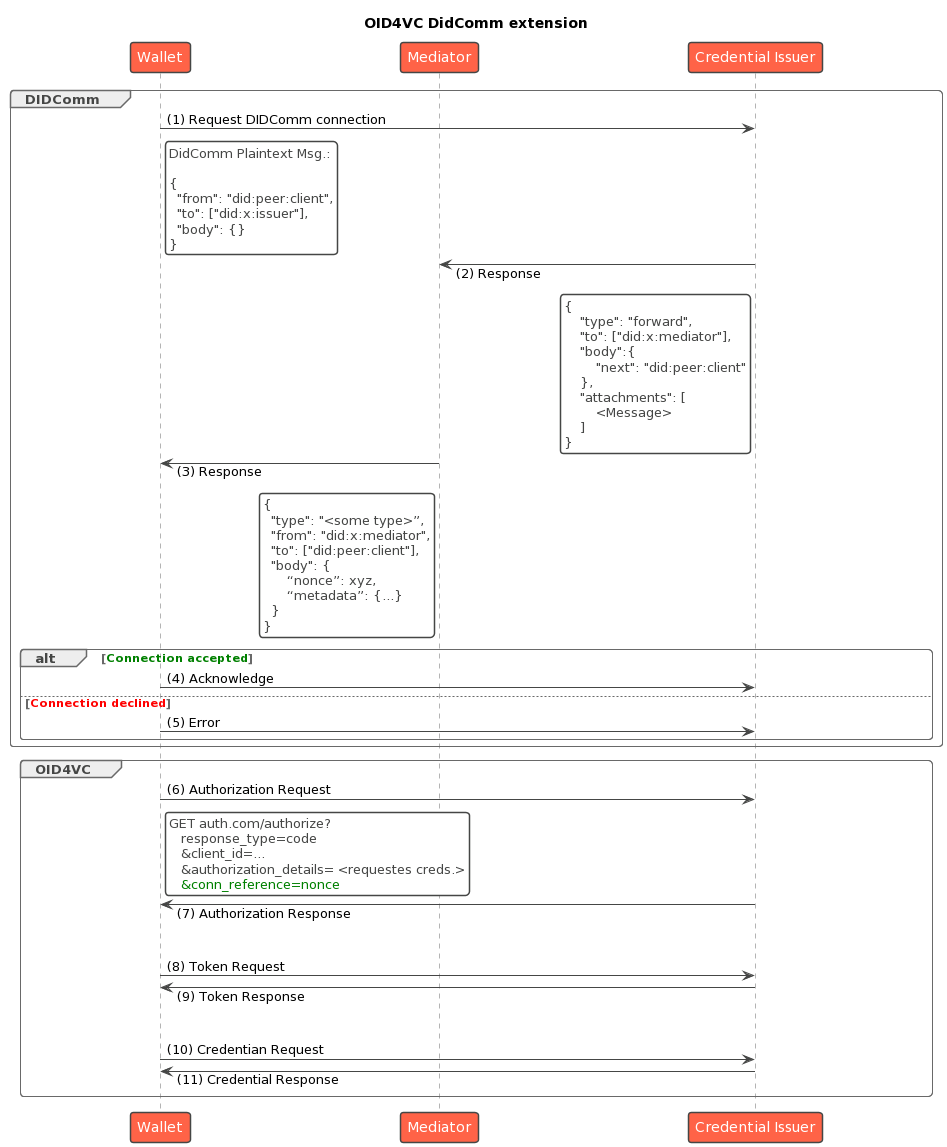 OID4VC DidComm extension
Wallet
Mediator
Credential Issuer
DIDComm
(1) Request DIDComm connection
DidComm Plaintext Msg.:
{
"from": "did:peer:client",
"to": ["did:x:issuer"],
"body": {}
}
(2) Response
{
"type": "forward",
"to": ["did:x:mediator"],
"body":{
"next": "did:peer:client"
},
"attachments": [
<Message>
]
}
(3) Response
{
"type": "<some type>”,
"from": "did:x:mediator",
"to": ["did:peer:client"],
"body": {
“nonce”: xyz,
“metadata”: {...}
}
}
alt [Connection accepted]
(4) Acknowledge
[Connection declined]
(5) Error
OID4VC
(6) Authorization Request
GET auth.com/authorize?
response_type=code
&client_id=...
&authorization_details= <requestes creds.>
&conn_reference=nonce
(7) Authorization Response
(8) Token Request
(9) Token Response
(10) Credentian Request
(11) Credential Response
Wallet
Mediator
Credential Issuer